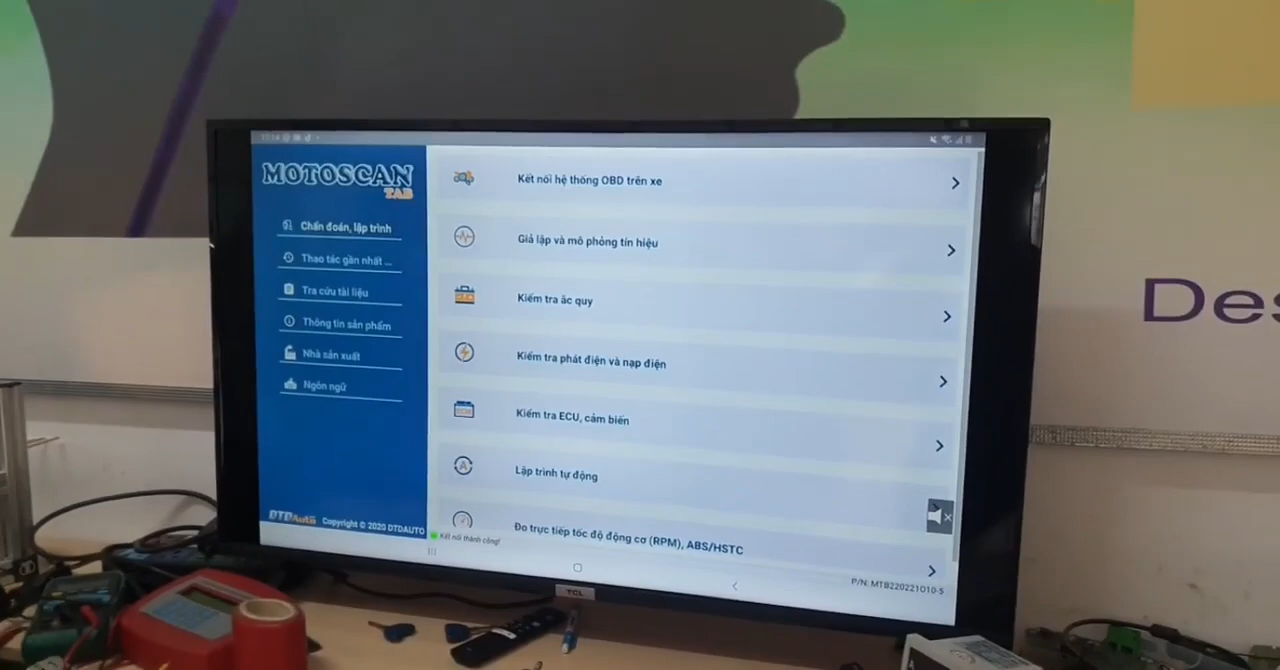 17:14
MOTOSCAN
TAB
Chẩn đoán, lập trình
Thao tác gần nhất ...
Tra cứu tài liệu
Thông tin sản phẩm
Nhà sản xuất
Ngôn ngữ
DTDAuto Copyright © 2020 DTDAUTO
Kết nối hệ thống OBD trên xe
Giả lập và mô phỏng tín hiệu
Kiểm tra ắc quy
Kiểm tra phát điện và nạp điện
Kiểm tra ECU, cảm biến
Lập trình tự động
Đo trực tiếp tốc độ động cơ (RPM), ABS/HSTC
Kết nối thành công!
P/N: MTB220221O010-5
TCL
Des